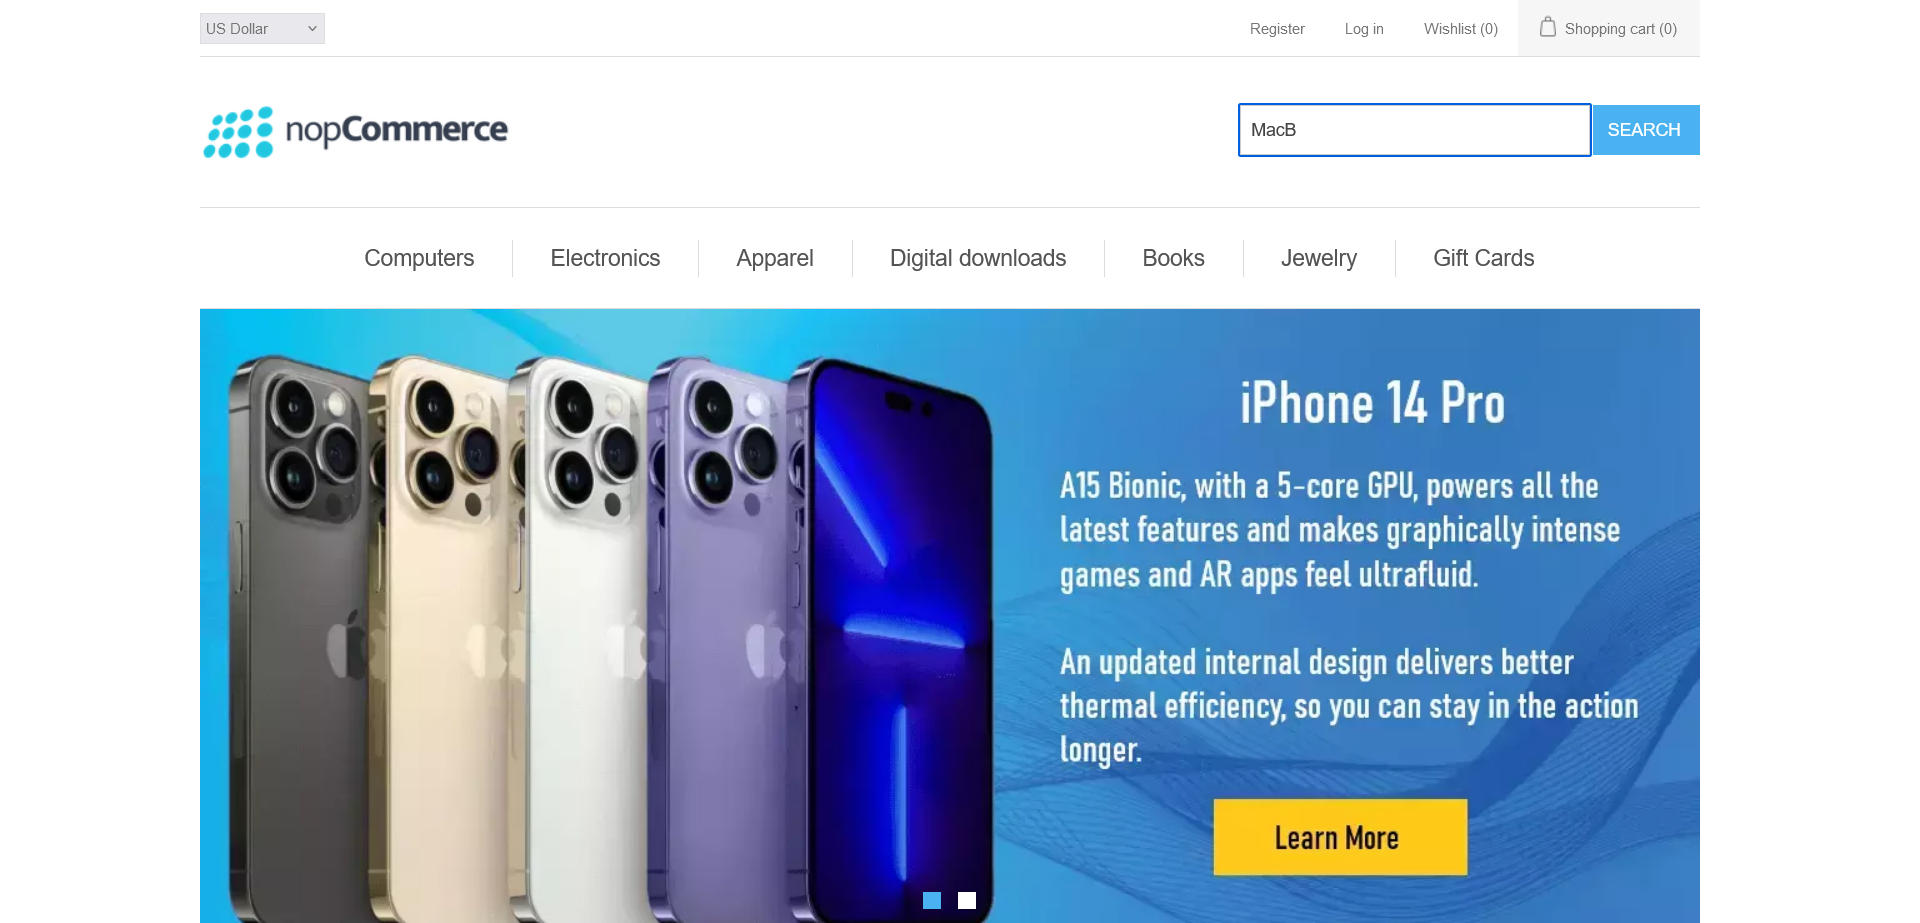 US Dollar
Register
Log in
Wishlist (0)
Shopping cart (0)
nopCommerce
MacB
SEARCH
Computers
Electronics
Apparel
Digital downloads
Books
Jewelry
Gift Cards
iPhone 14 Pro
A15 Bionic, with a 5-core GPU, powers all the
latest features and makes graphically intense
games and AR apps feel ultrafluid.
An updated internal design delivers better
thermal efficiency, so you can stay in the action
longer.
Learn More